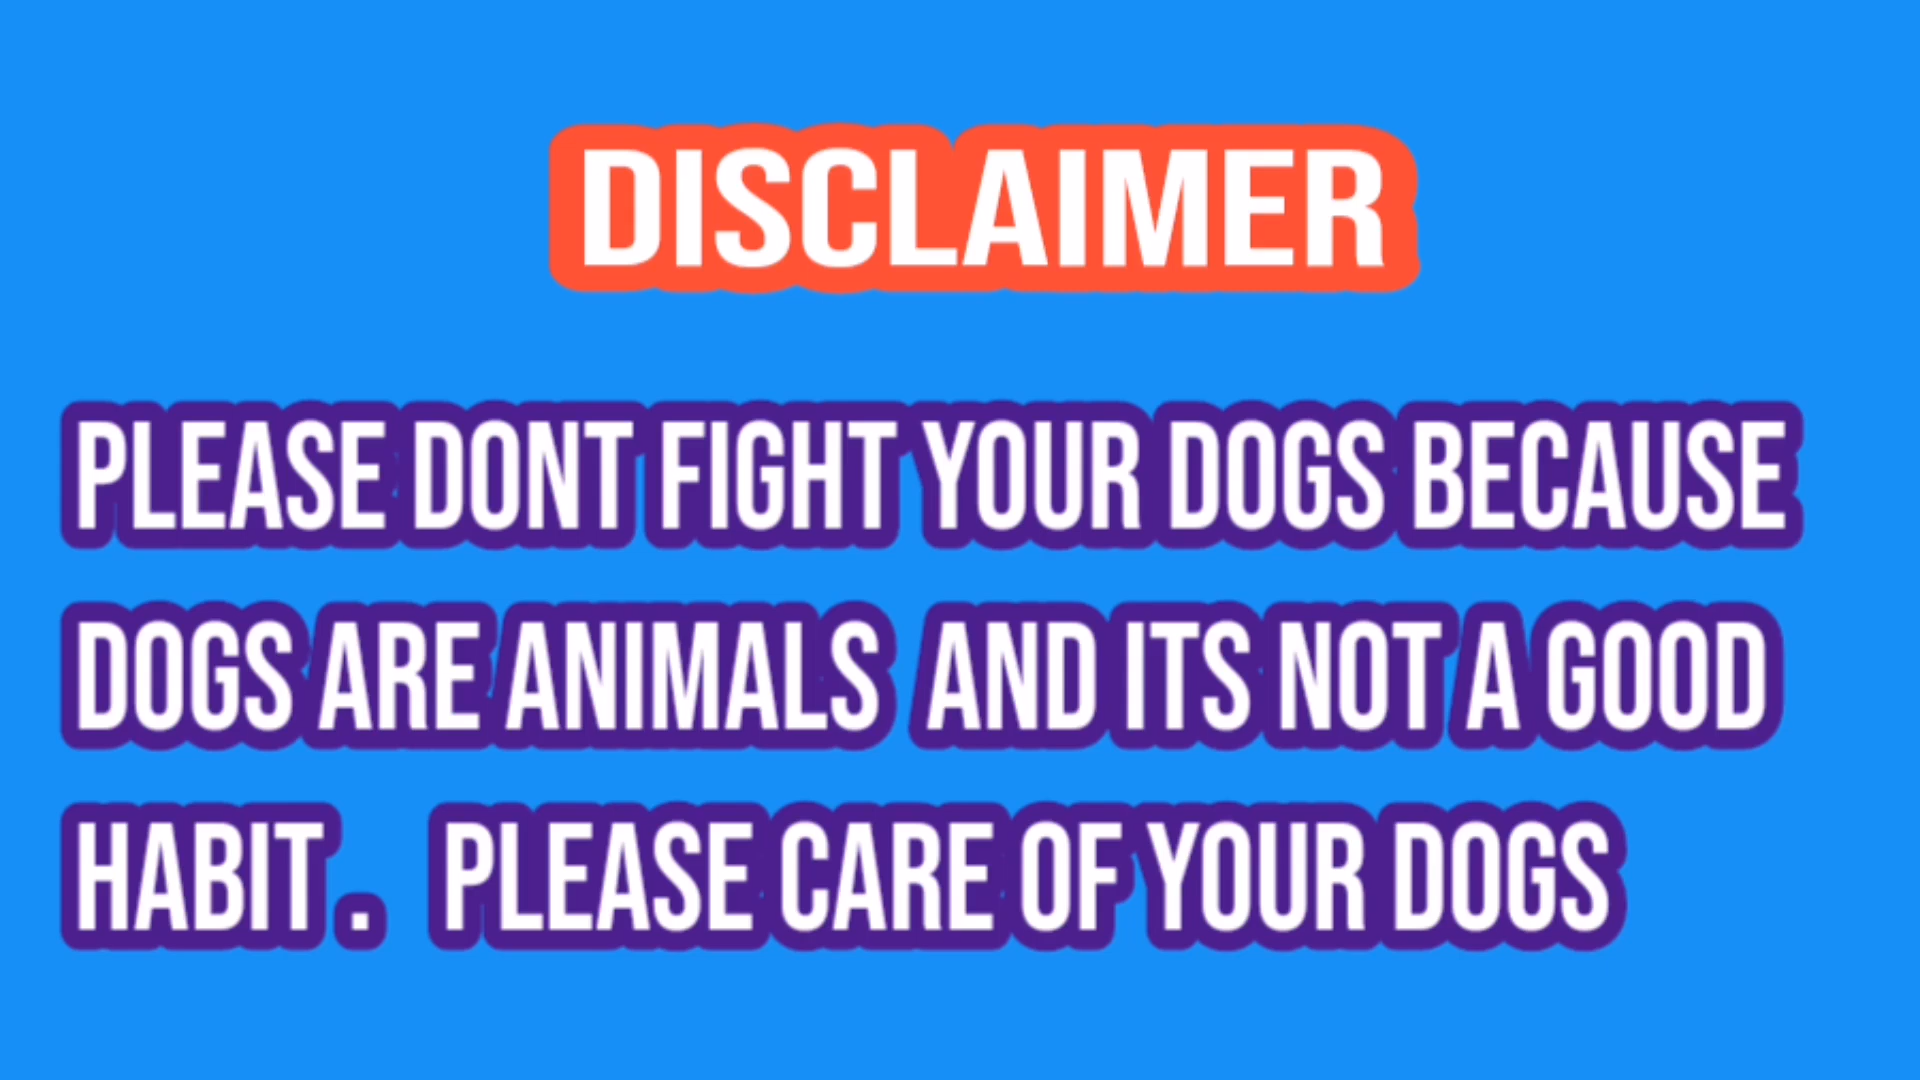 DISCLAIMER
PLEASE DONT FIGHT YOUR DOGS BECAUSE
DOGS ARE ANIMALS AND ITS NOT A GOOD
HABIT. PLEASE CARE OF YOUR DOGS